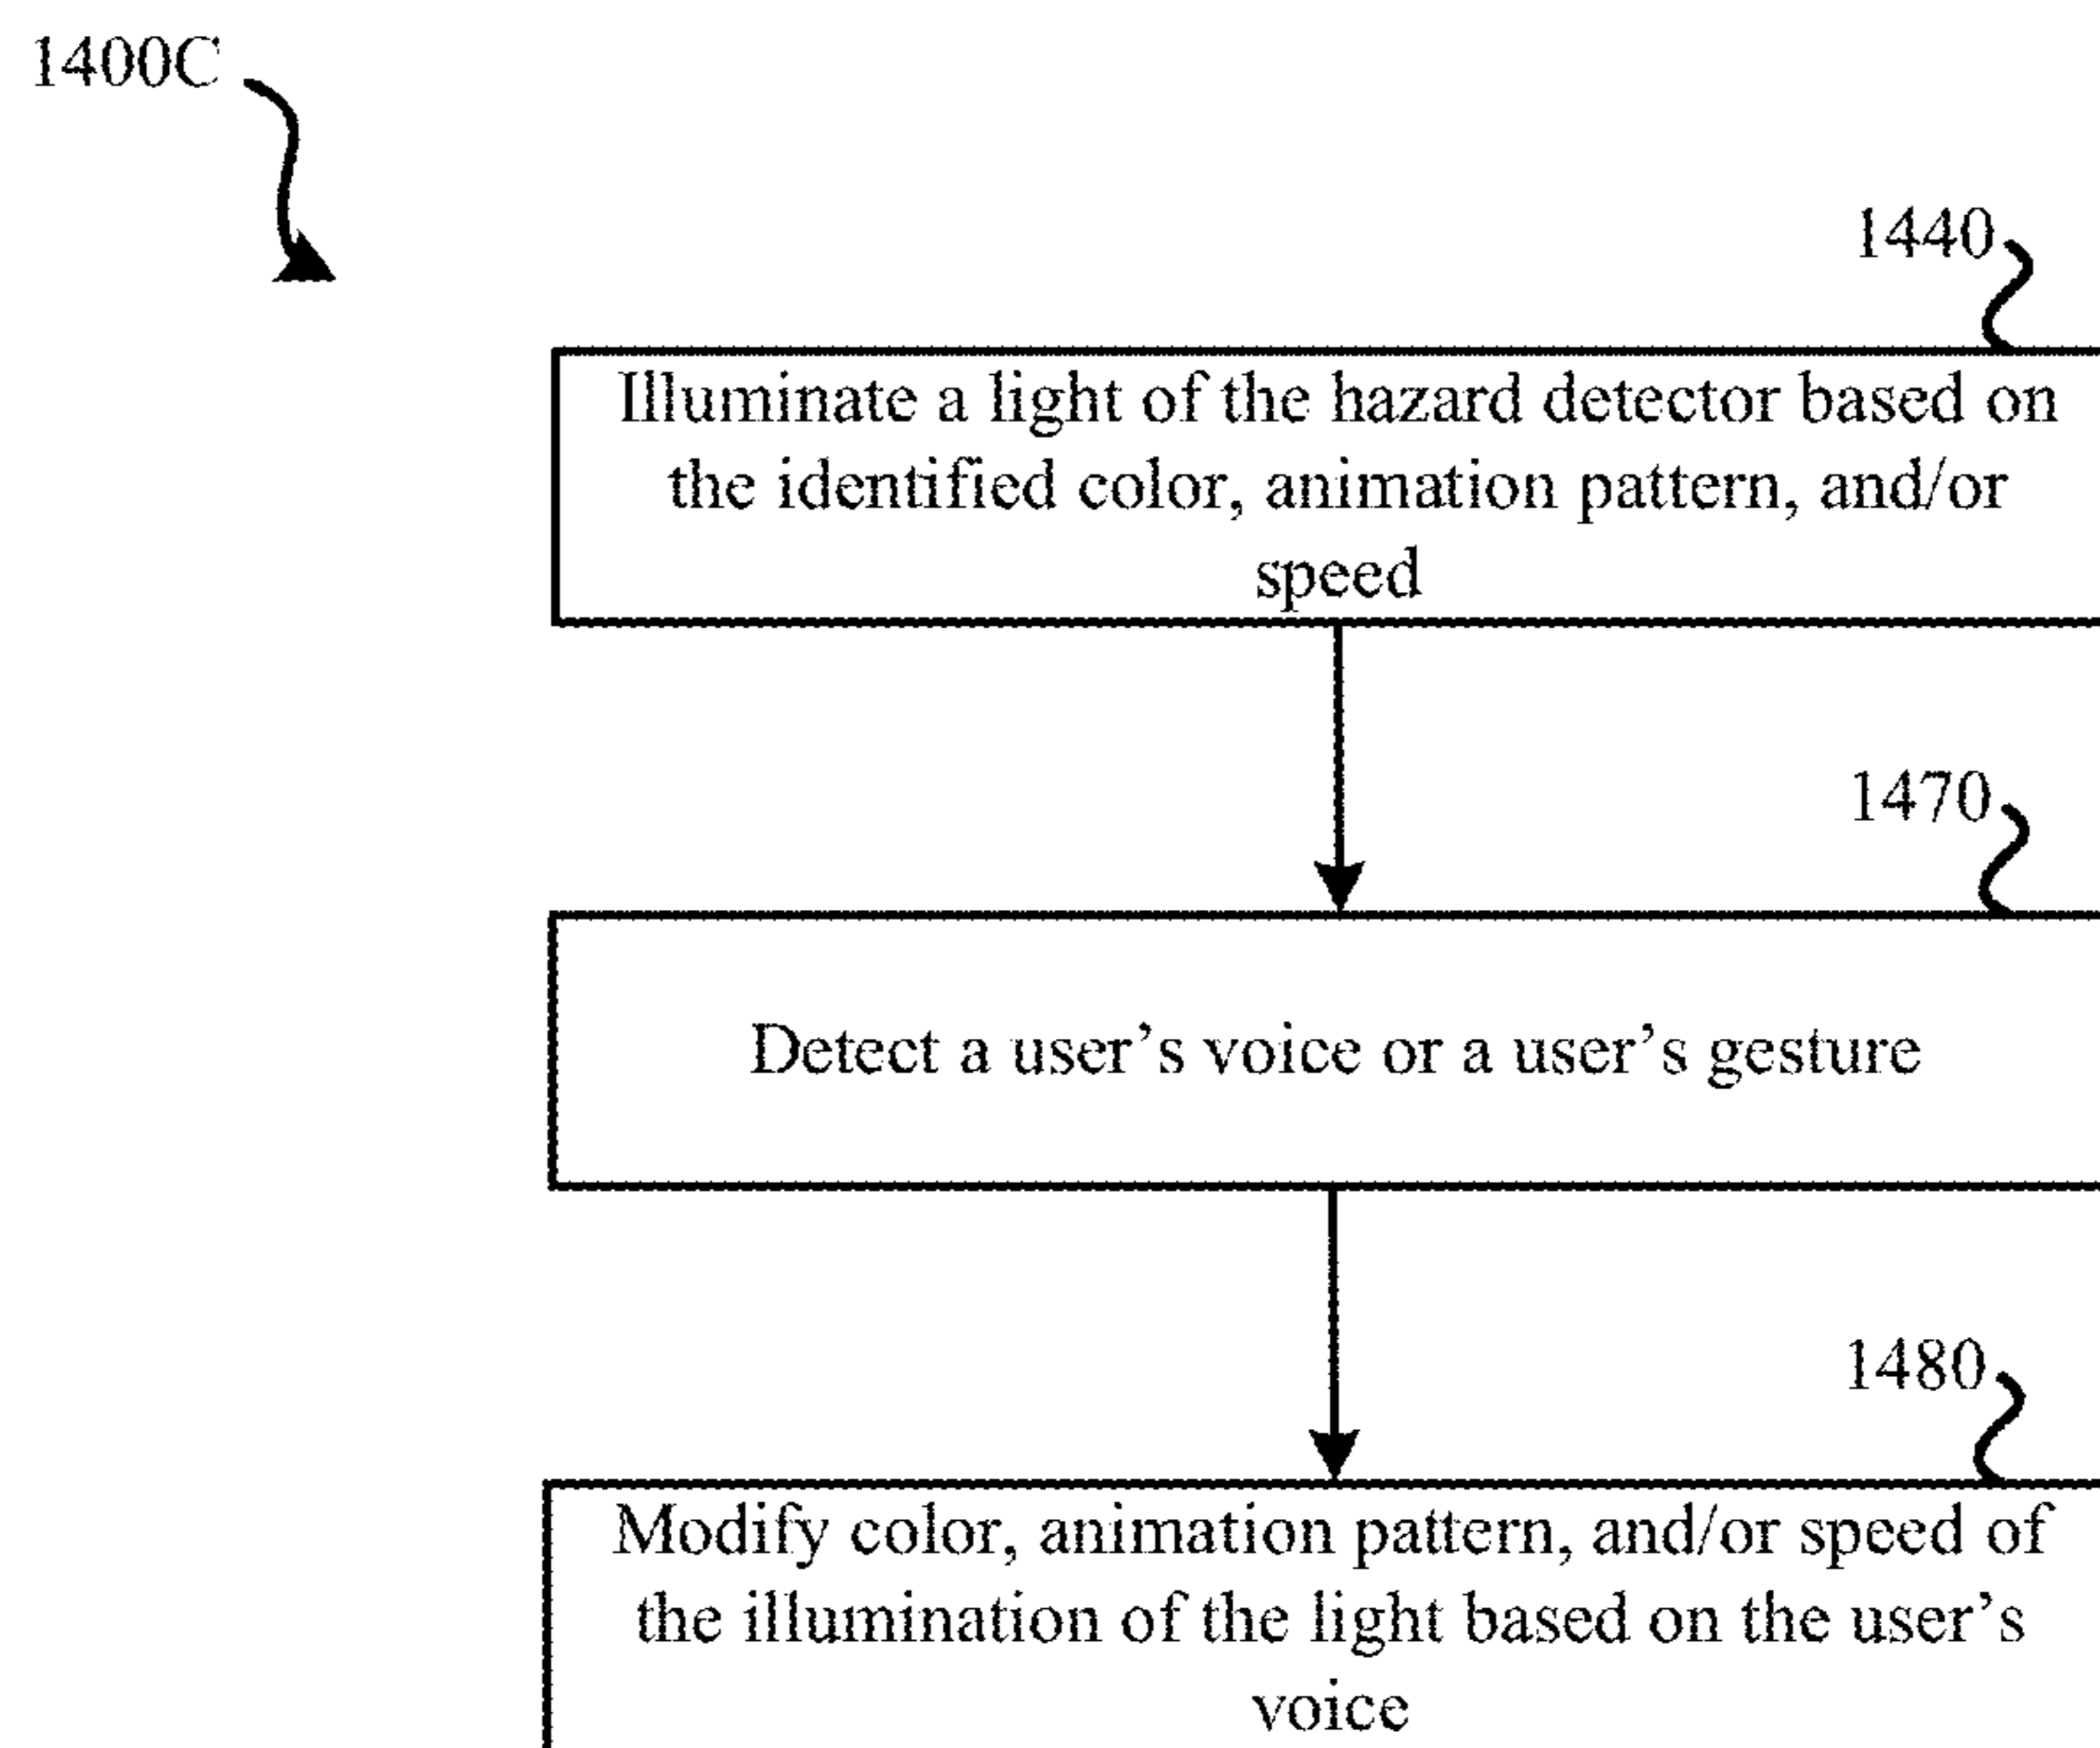 1400C
1440
Illuminate a light of the hazard detector based on
the identified color, animation pattern, and/or
speed
1470
Detect a user’s voice or a user’s gesture
1480
Modify color, animation pattern, and/or speed of
the illumination of the light based on the user’s
voice